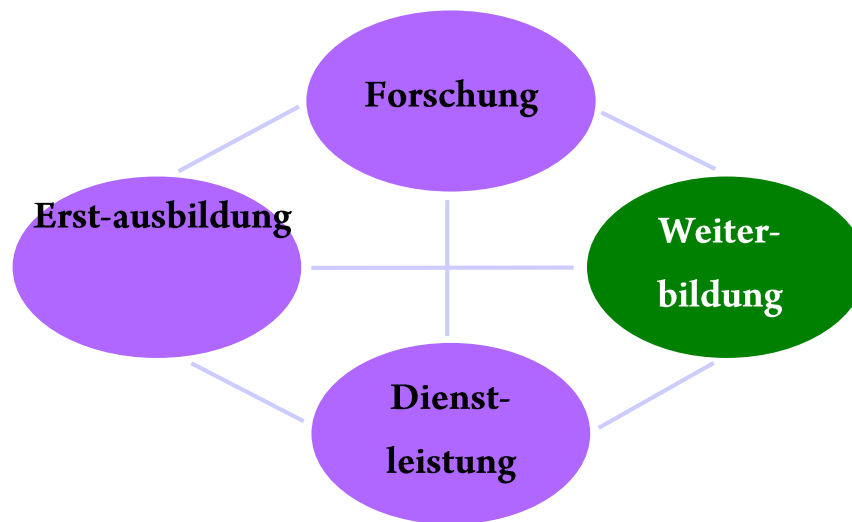 Forschung
Erst-ausbildung
Weiter-
bildung
Dienst-
leistung